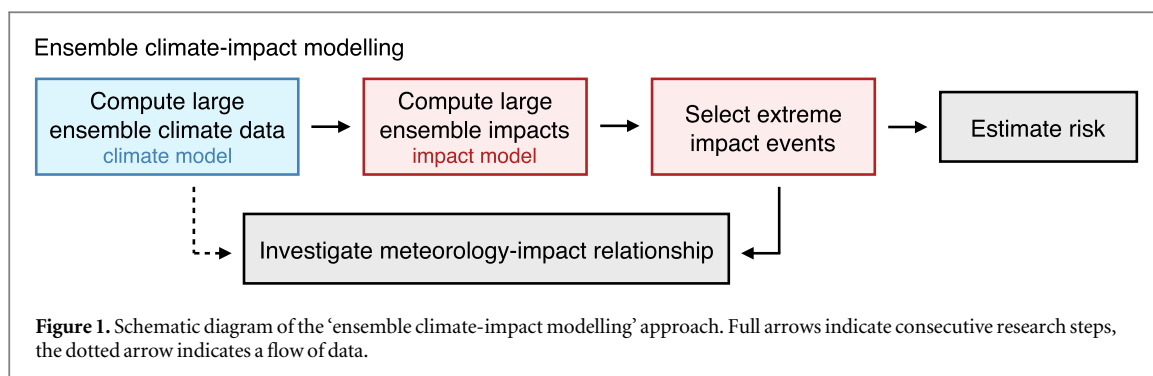 Ensemble climate-impact modelling
Compute large
ensemble climate data
climate model
Compute large
ensemble impacts
impact model
Select extreme
impact events
Estimate risk
Investigate meteorology-impact relationship
Figure 1. Schematic diagram of the ‘ensemble climate-impact modelling’ approach. Full arrows indicate consecutive research steps,
the dotted arrow indicates a flow of data.